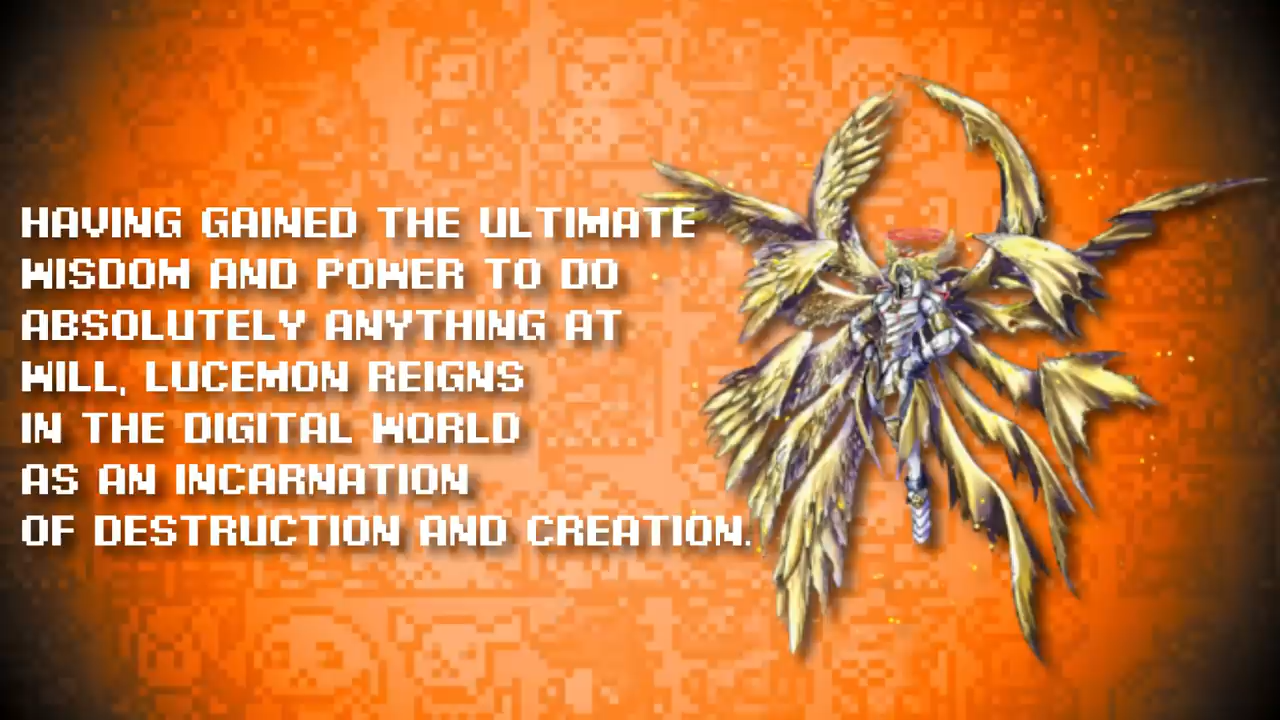 HAVING GAINED THE ULTIMATE
WISDOM AND POWER TO DO
ABSOLUTELY ANYTHING AT
WILL, LUCEMON REIGNS
IN THE DIGITAL WORLD
AS AN INCARNATION
OF DESTRUCTION AND CREATION.